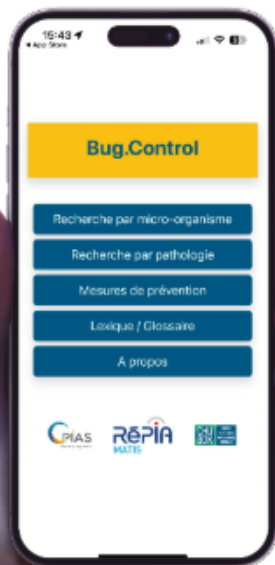 15:43
App Store
Bug.Control
Recherche par micro-organisme
Recherche par pathologie
Mesures de prévention
Lexique / Glossaire
A propos
CPIAS
RéPIA
MATIS